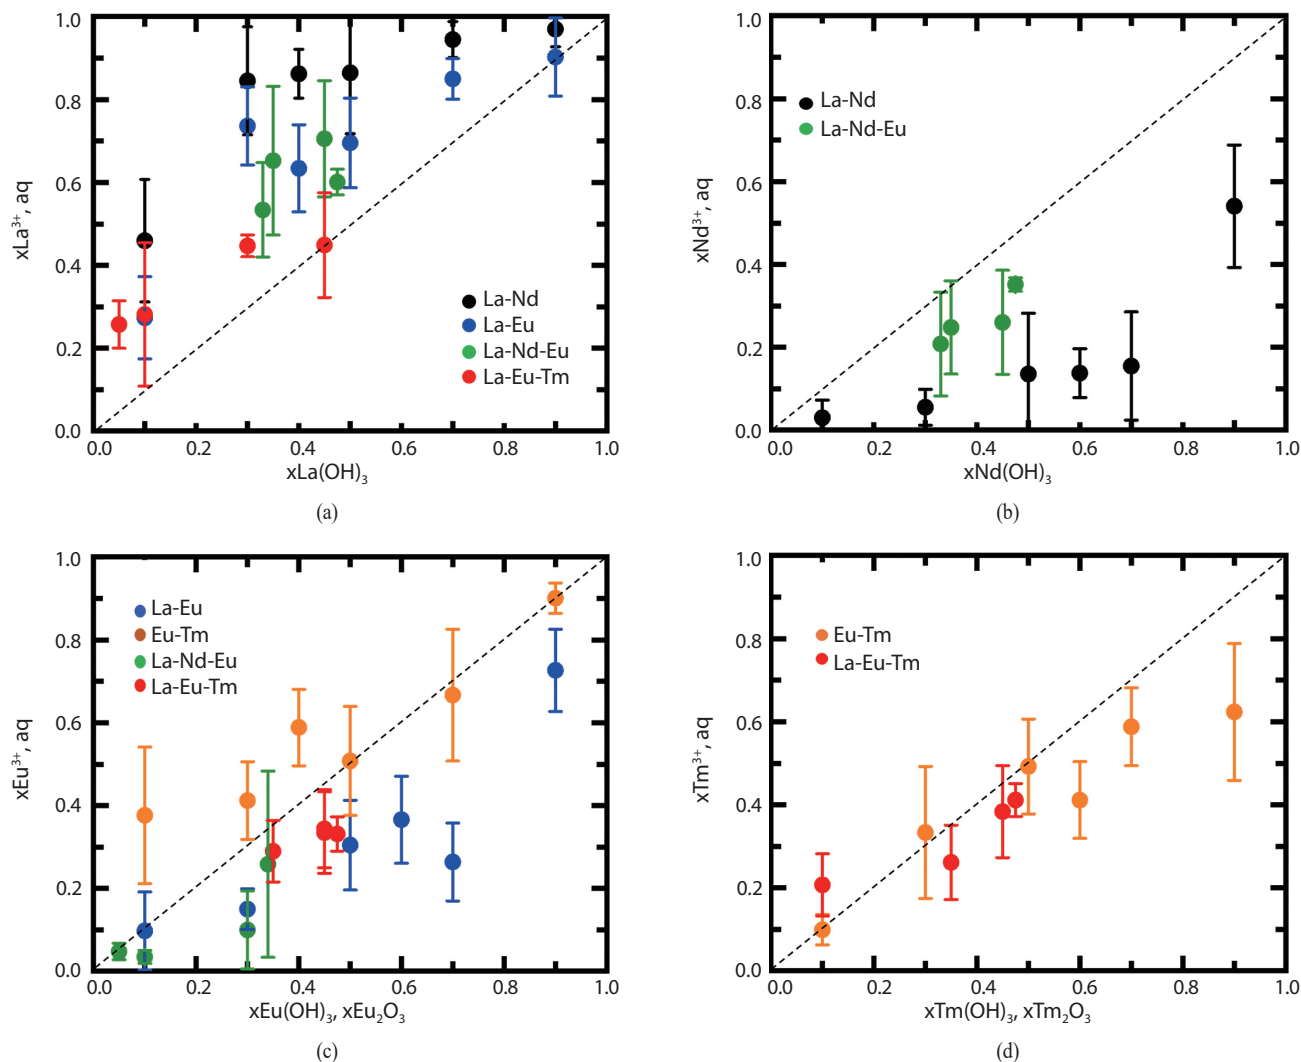 1.0
0.8
0.6
0.4
0.2
0.0
xLa³⁺, aq
La-Nd
La-Eu
La-Nd-Eu
La-Eu-Tm
0.0 0.2 0.4 0.6 0.8 1.0
xLa(OH)₃
(a)
1.0
0.8
0.6
0.4
0.2
0.0
xNd³⁺, aq
La-Nd
La-Nd-Eu
0.0 0.2 0.4 0.6 0.8 1.0
xNd(OH)₃
(b)
1.0
0.8
0.6
0.4
0.2
0.0
xEu³⁺, aq
La-Eu
Eu-Tm
La-Nd-Eu
La-Eu-Tm
0.0 0.2 0.4 0.6 0.8 1.0
xEu(OH)₃, xEu₂O₃
(c)
1.0
0.8
0.6
0.4
0.2
0.0
xTm³⁺, aq
Eu-Tm
La-Eu-Tm
0.0 0.2 0.4 0.6 0.8 1.0
xTm(OH)₃, xTm₂O₃
(d)